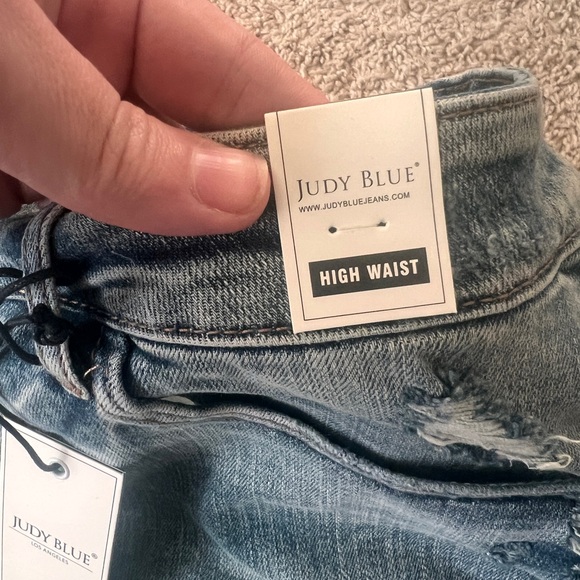 JUDY BLUE®
WWW.JUDYBLUEJEANS.COM
HIGH WAIST
JUDY BLUE®
LOS ANGELES